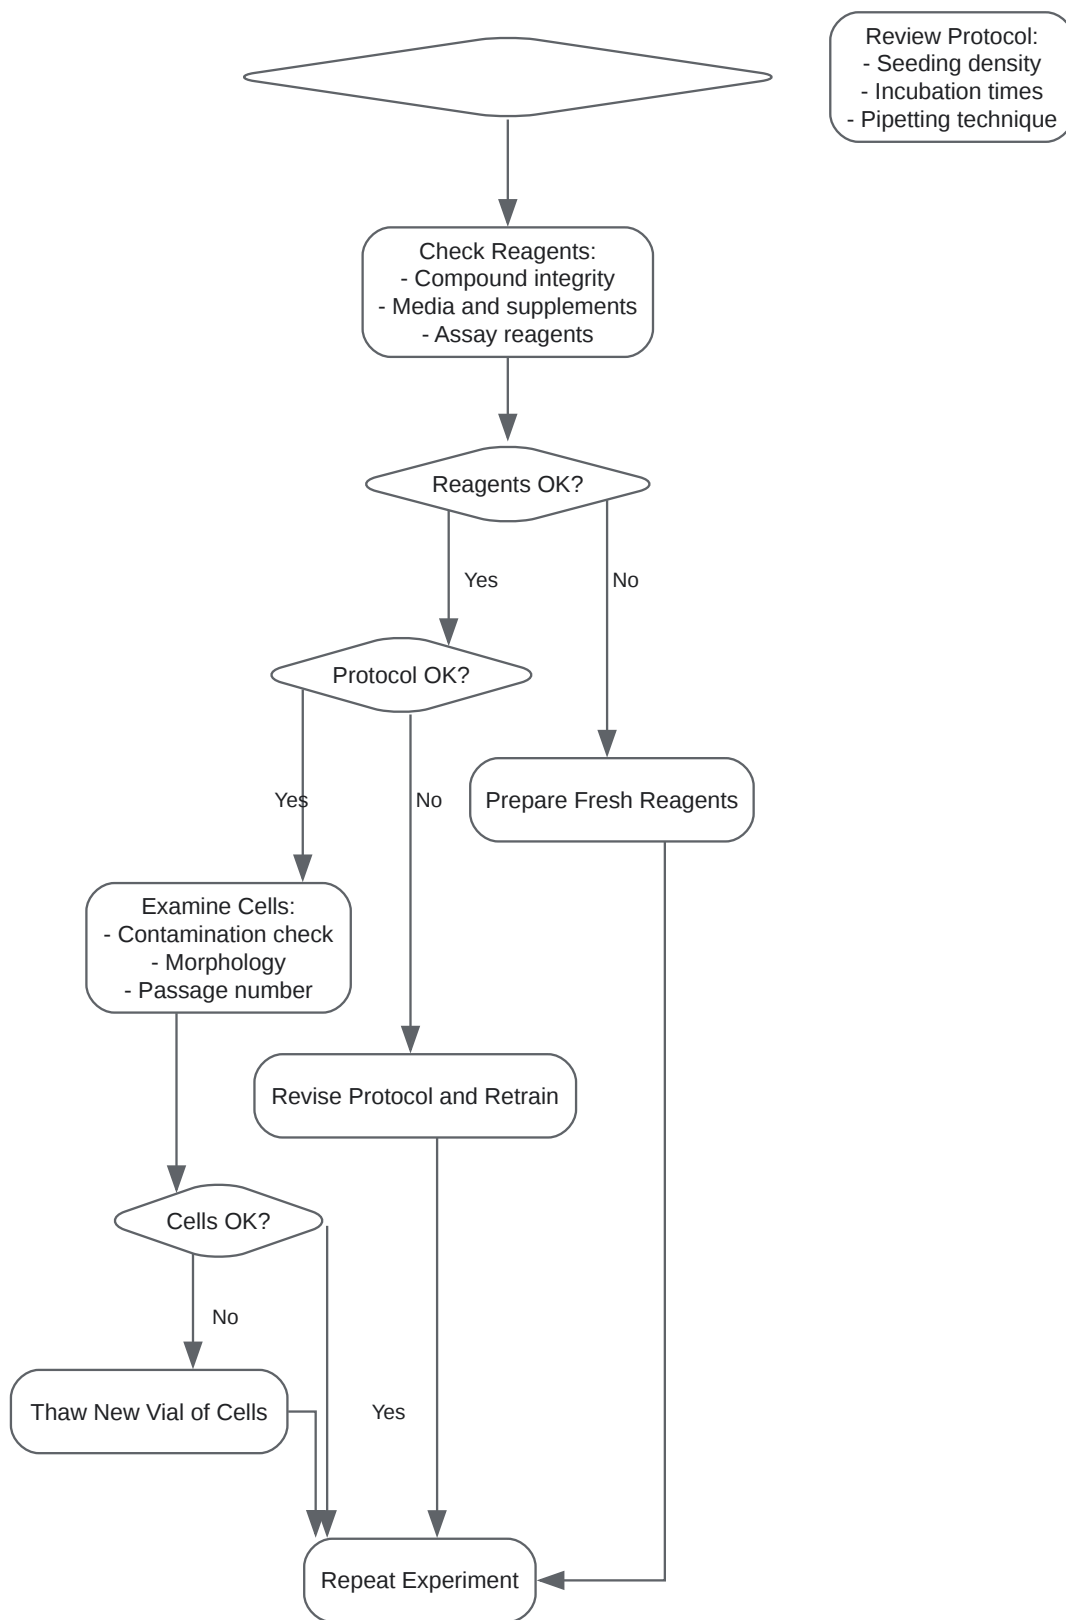 Review Protocol:
- Seeding density
- Incubation times
- Pipetting technique
Check Reagents:
- Compound integrity
- Media and supplements
- Assay reagents
Reagents OK?
Yes
No
Protocol OK?
Yes
No
Prepare Fresh Reagents
Examine Cells:
- Contamination check
- Morphology
- Passage number
Revise Protocol and Retrain
Cells OK?
No
Thaw New Vial of Cells
Yes
Repeat Experiment